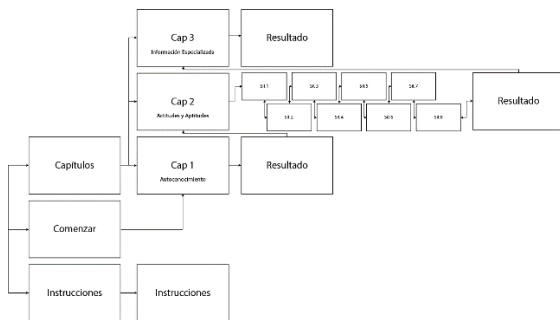 Cap 3
Información Especializada
Resultado
Cap 2
Actitudes y Aptitudes
Resultado
Capítulos
Cap 1
Autoconocimiento
Resultado
Comenzar
Instrucciones
Instrucciones